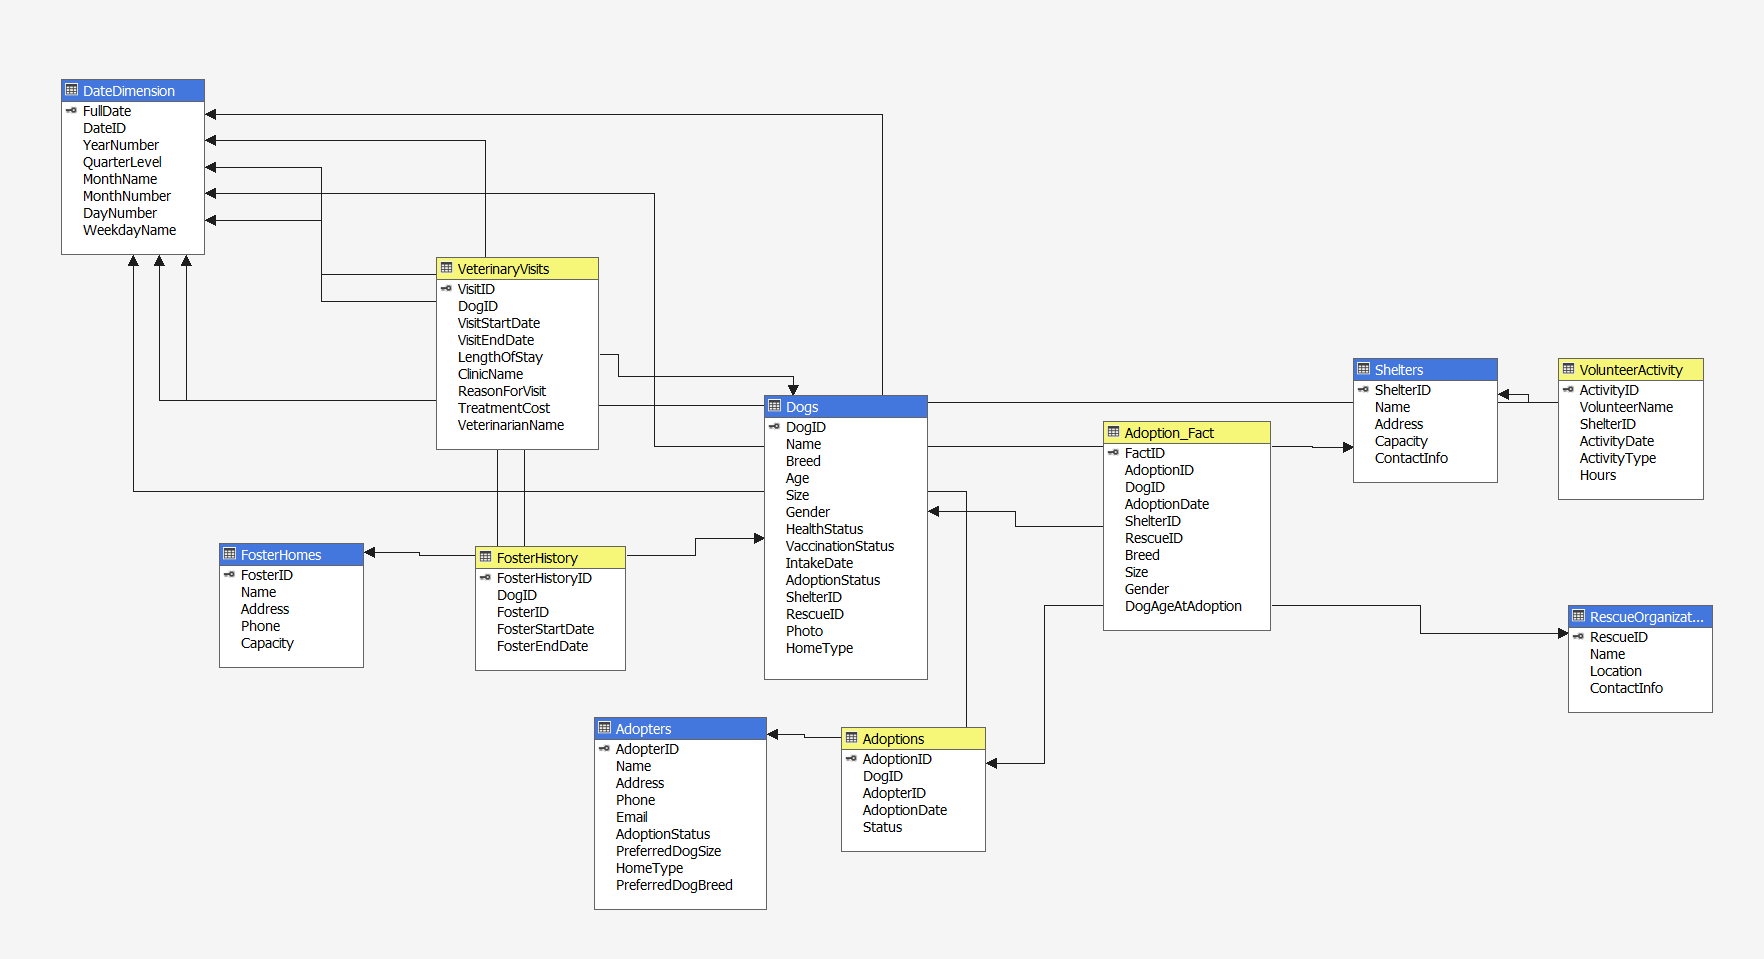 DateDimension
FullDate
DateID
YearNumber
QuarterLevel
MonthName
MonthNumber
DayNumber
WeekdayName
VeterinaryVisits
VisitID
DogID
VisitStartDate
VisitEndDate
LengthOfStay
ClinicName
ReasonForVisit
TreatmentCost
VeterinarianName
Dogs
DogID
Name
Breed
Age
Size
Gender
HealthStatus
VaccinationStatus
IntakeDate
AdoptionStatus
ShelterID
RescueID
Photo
HomeType
Adoption_Fact
FactID
AdoptionID
DogID
AdoptionDate
ShelterID
RescueID
Breed
Size
Gender
DogAgeAtAdoption
Shelters
ShelterID
Name
Address
Capacity
ContactInfo
VolunteerActivity
ActivityID
VolunteerName
ShelterID
ActivityDate
ActivityType
Hours
FosterHomes
FosterID
Name
Address
Phone
Capacity
FosterHistory
FosterHistoryID
DogID
FosterID
FosterStartDate
FosterEndDate
RescueOrganizat...
RescueID
Name
Location
ContactInfo
Adopters
AdopterID
Name
Address
Phone
Email
AdoptionStatus
PreferredDogSize
HomeType
PreferredDogBreed
Adoptions
AdoptionID
DogID
AdopterID
AdoptionDate
Status